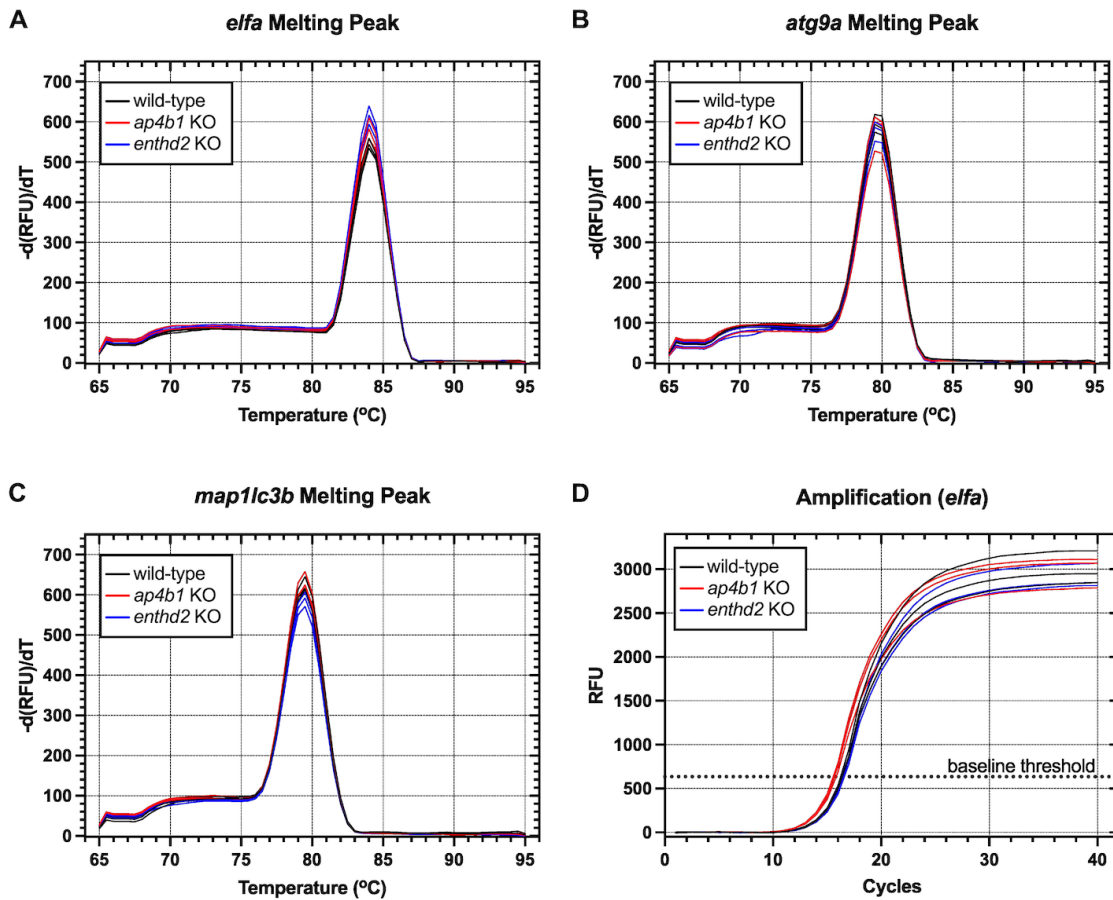 A
elfa Melting Peak
-d(RFU)/dT
700
600
500
400
300
200
100
0
wild-type
ap4b1 KO
enthd2 KO
65 70 75 80 85 90 95
Temperature (ºC)
B
atg9a Melting Peak
-d(RFU)/dT
700
600
500
400
300
200
100
0
wild-type
ap4b1 KO
enthd2 KO
65 70 75 80 85 90 95
Temperature (ºC)
C
map1lc3b Melting Peak
-d(RFU)/dT
700
600
500
400
300
200
100
0
wild-type
ap4b1 KO
enthd2 KO
65 70 75 80 85 90 95
Temperature (ºC)
D
Amplification (elfa)
RFU
3000
2500
2000
1500
1000
500
0
wild-type
ap4b1 KO
enthd2 KO
baseline threshold
0 10 20 30 40
Cycles